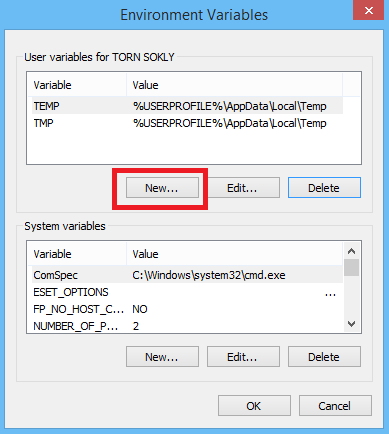 Environment Variables
User variables for TORN SOKLY
Variable Value
TEMP %USERPROFILE%\AppData\Local\Temp
TMP %USERPROFILE%\AppData\Local\Temp
New... Edit... Delete
System variables
Variable Value
ComSpec C:\Windows\system32\cmd.exe
ESET_OPTIONS ...
FP_NO_HOST_C... NO
NUMBER_OF_P... 2
New... Edit... Delete
OK Cancel